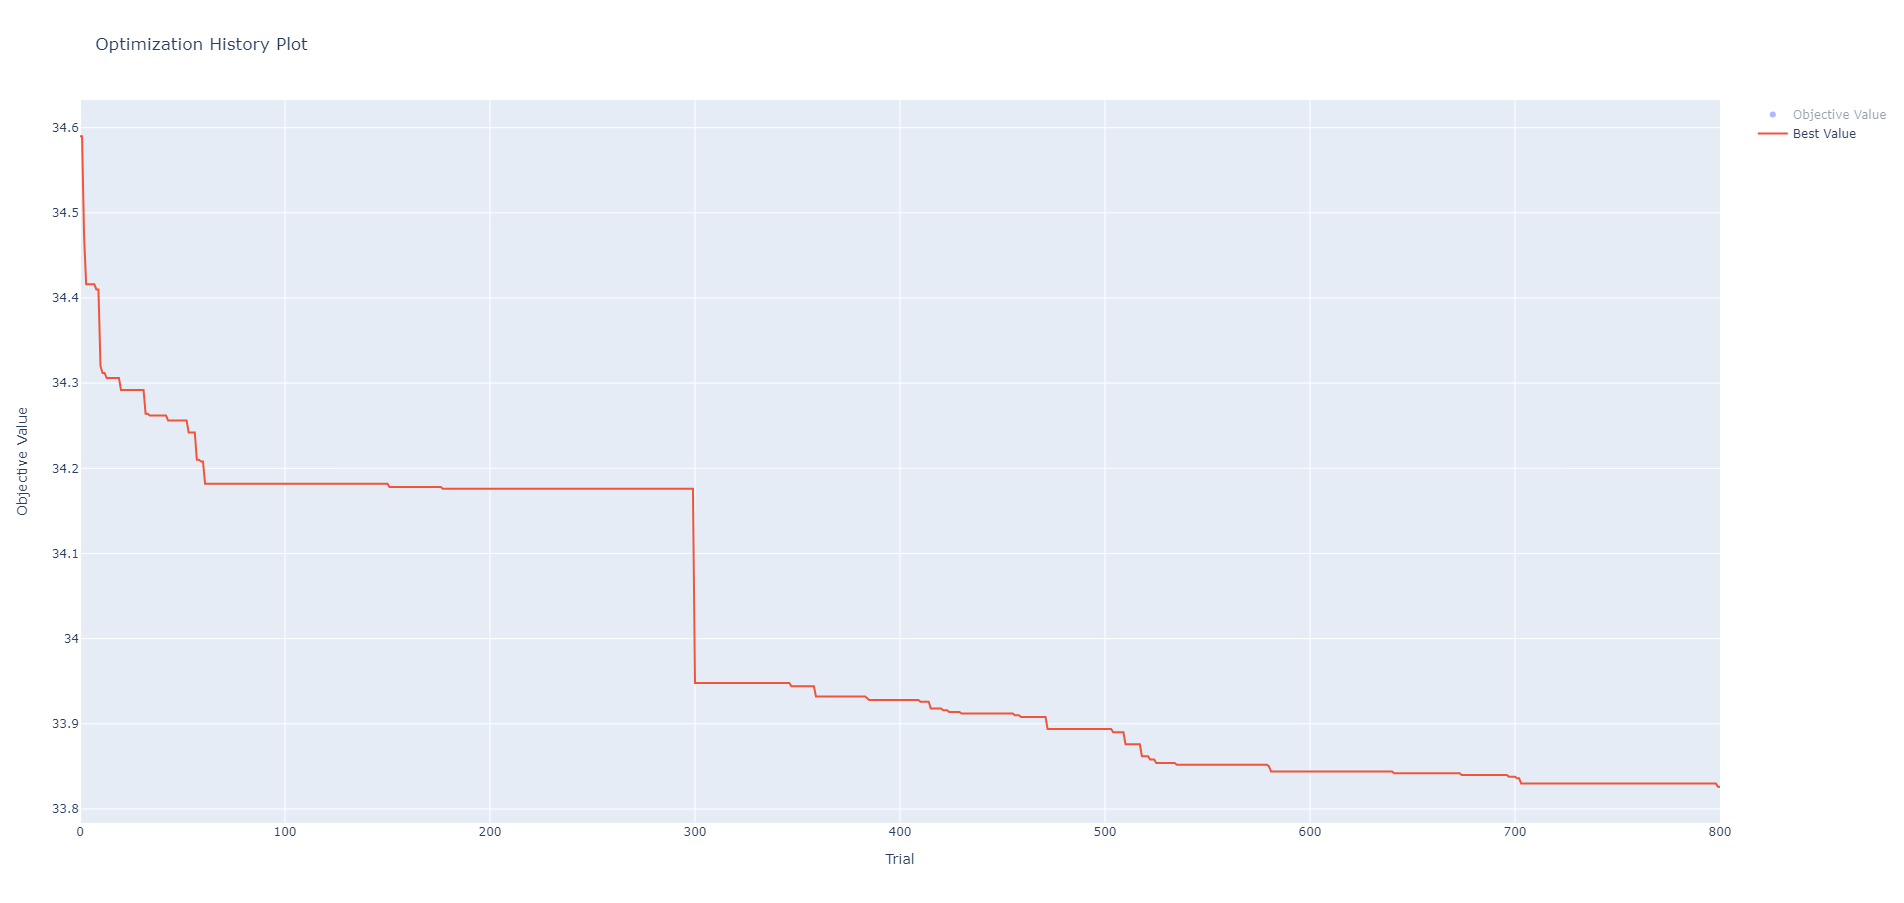 Optimization History Plot
Objective Value
Best Value
34.6
34.5
34.4
34.3
34.2
34.1
34
33.9
33.8
Objective Value
0 100 200 300 400 500 600 700 800
Trial